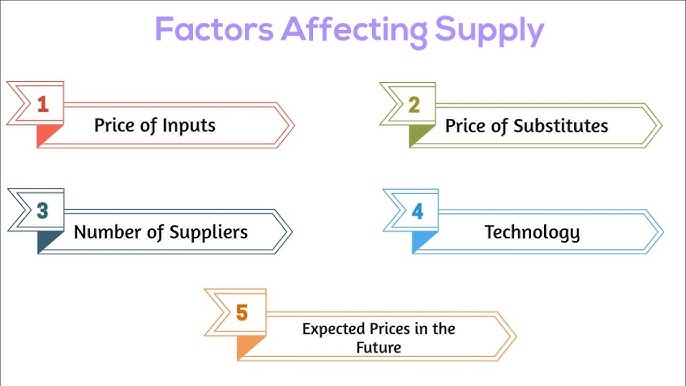 Factors Affecting Supply
1
Price of Inputs
2
Price of Substitutes
3
Number of Suppliers
4
Technology
5
Expected Prices in the
Future